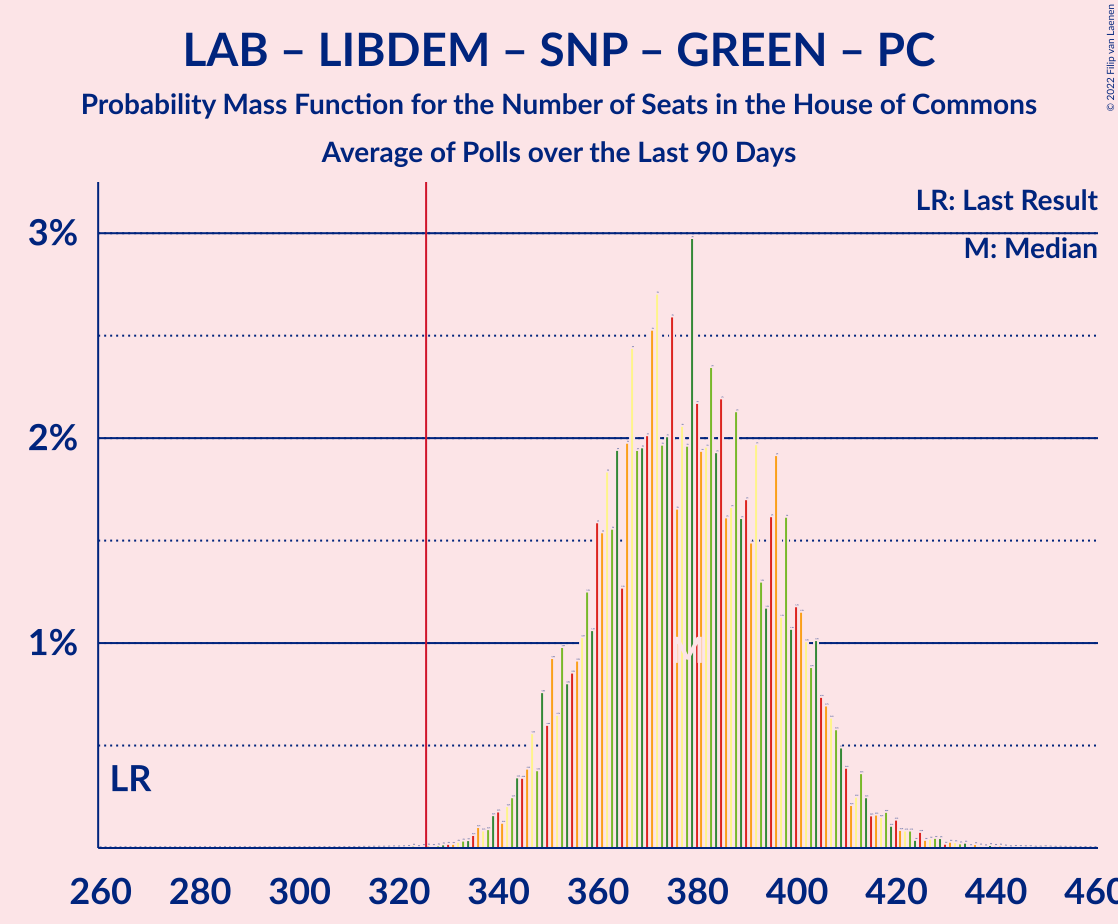 LAB – LIBDEM – SNP – GREEN – PC
Probability Mass Function for the Number of Seats in the House of Commons
Average of Polls over the Last 90 Days
© 2022 Filip van Laenen
LR: Last Result
M: Median
3%
2%
1%
M
LR
260 280 300 320 340 360 380 400 420 440 460